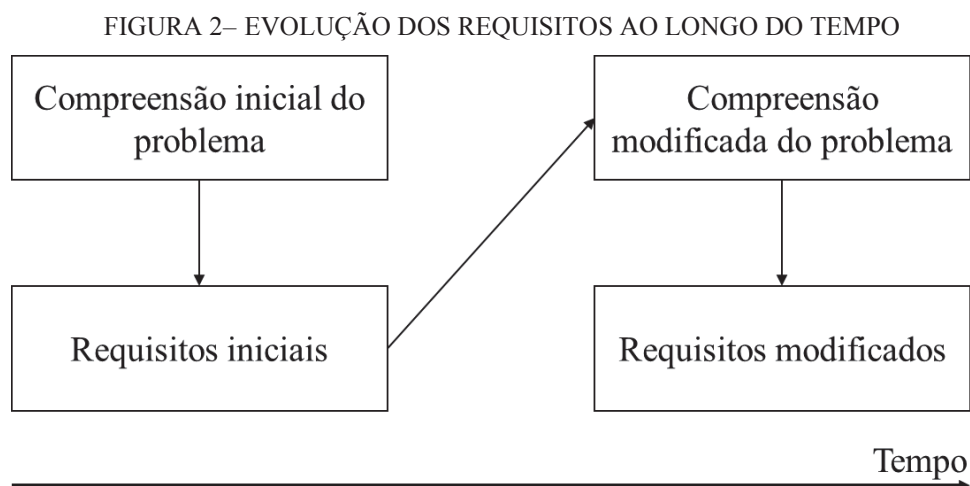 FIGURA 2– EVOLUÇÃO DOS REQUISITOS AO LONGO DO TEMPO
Compreensão inicial do
problema
Compreensão
modificada do problema
Requisitos iniciais
Requisitos modificados
Tempo